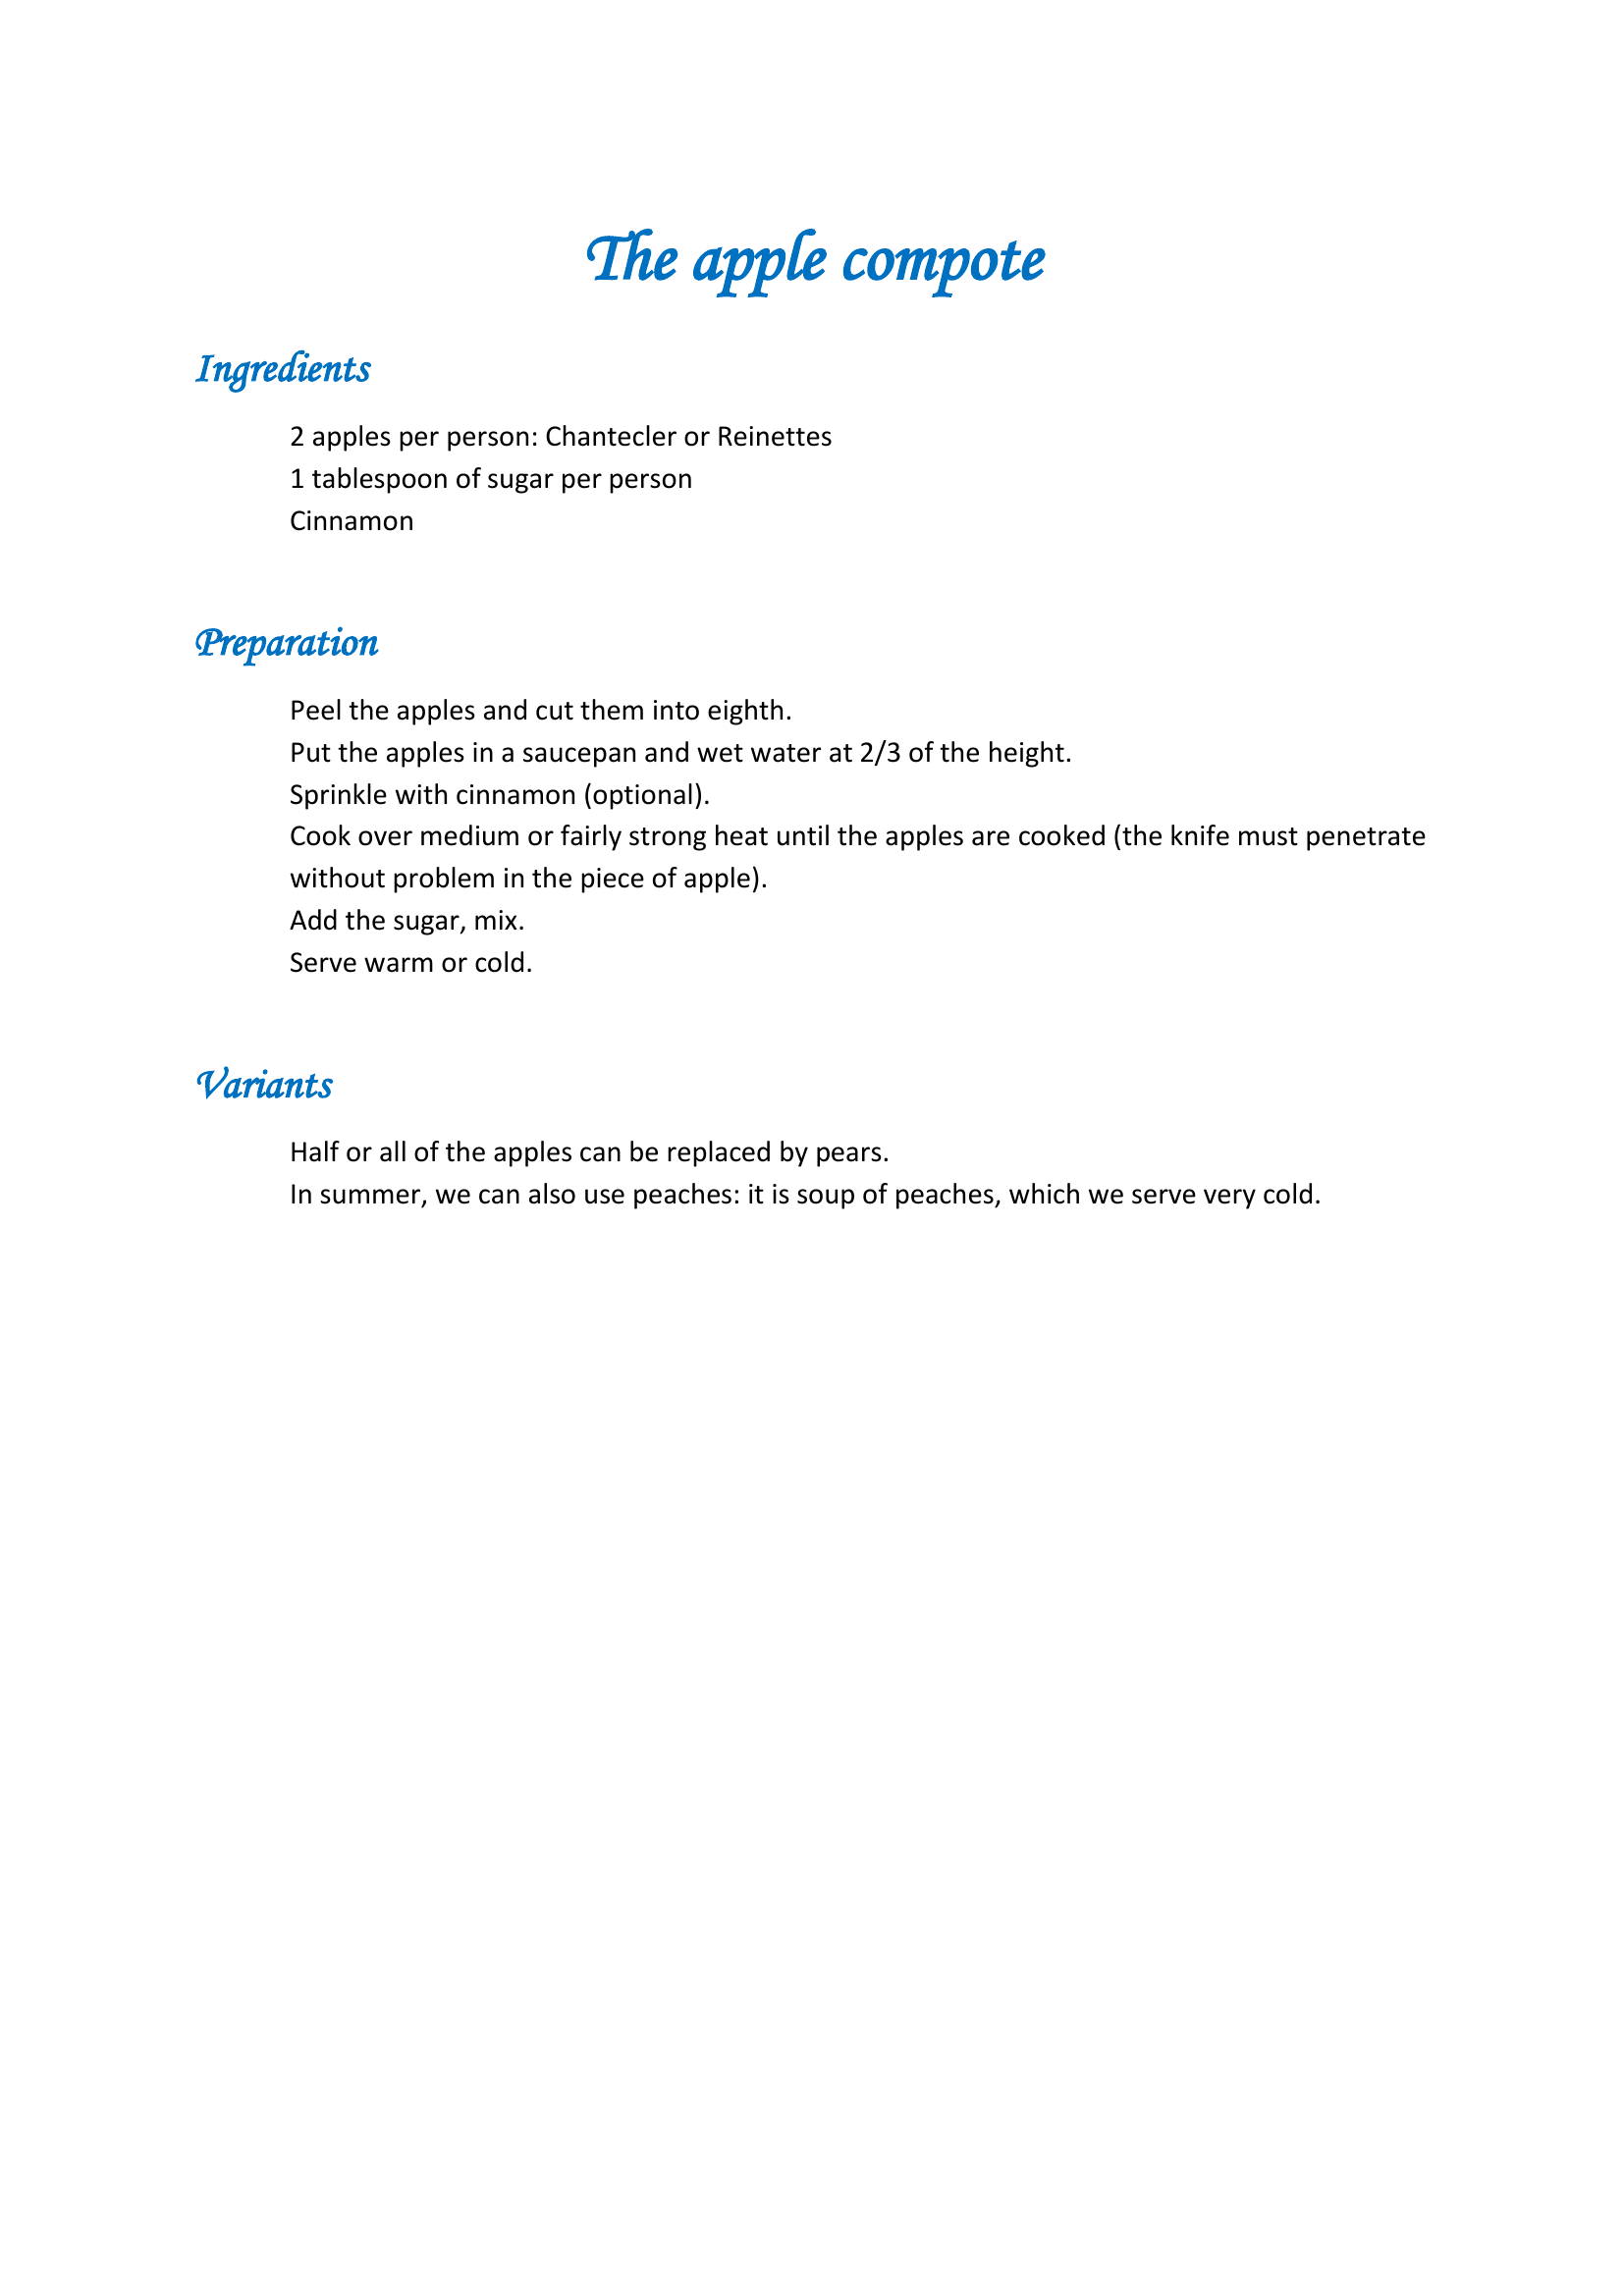 The apple compote
Ingredients
2 apples per person: Chantecler or Reinettes
1 tablespoon of sugar per person
Cinnamon
Preparation
Peel the apples and cut them into eighth.
Put the apples in a saucepan and wet water at 2/3 of the height.
Sprinkle with cinnamon (optional).
Cook over medium or fairly strong heat until the apples are cooked (the knife must penetrate
without problem in the piece of apple).
Add the sugar, mix.
Serve warm or cold.
Variants
Half or all of the apples can be replaced by pears.
In summer, we can also use peaches: it is soup of peaches, which we serve very cold.